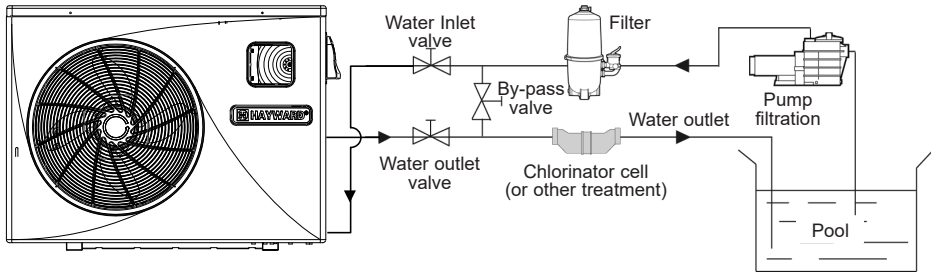 Water Inlet
valve
Filter
By-pass
valve
Pump
filtration
HAYWARD®
Water outlet
valve
Chlorinator cell
(or other treatment)
Water outlet
Pool